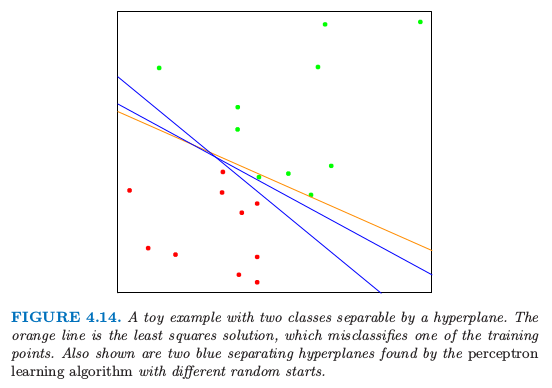 FIGURE 4.14. A toy example with two classes separable by a hyperplane. The
orange line is the least squares solution, which misclassifies one of the training
points. Also shown are two blue separating hyperplanes found by the perceptron
learning algorithm with different random starts.